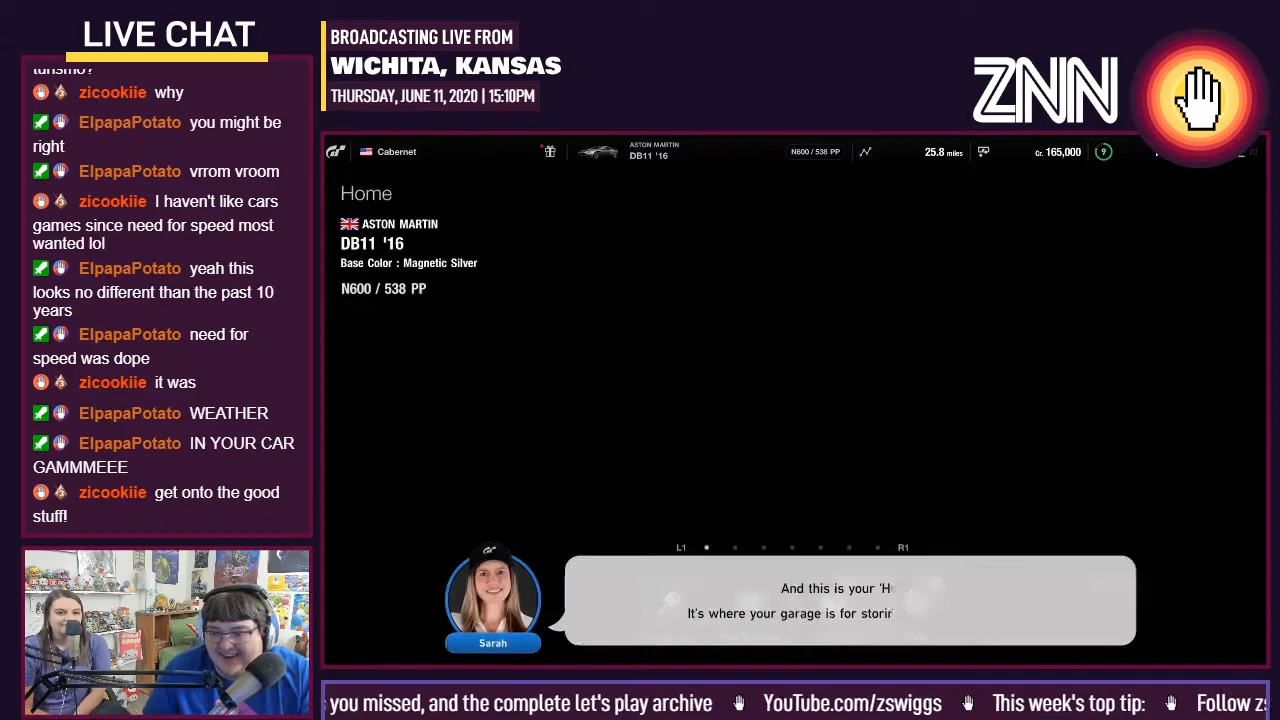 LIVE CHAT
turismo?
zicookiie why
ElpapaPotato you might be
right
ElpapaPotato vrrom vroom
zicookiie I haven't like cars
games since need for speed most
wanted lol
ElpapaPotato yeah this
looks no different than the past 10
years
ElpapaPotato need for
speed was dope
zicookiie it was
ElpapaPotato WEATHER
ElpapaPotato IN YOUR CAR
GAMMMEEE
zicookiie get onto the good
stuff!
BROADCASTING LIVE FROM
WICHITA, KANSAS
THURSDAY, JUNE 11, 2020 | 15:10PM
ZNN
Cabernet
ASTON MARTIN
DB11 '16
N600 / 538 PP
25.8 miles
Cr. 165,000
9
Home
ASTON MARTIN
DB11 '16
Base Color : Magnetic Silver
N600 / 538 PP
L1
R1
And this is your 'H
It's where your garage is for storin
Sarah
you missed, and the complete let's play archive YouTube.com/zswiggs This week's top tip: Follow zs